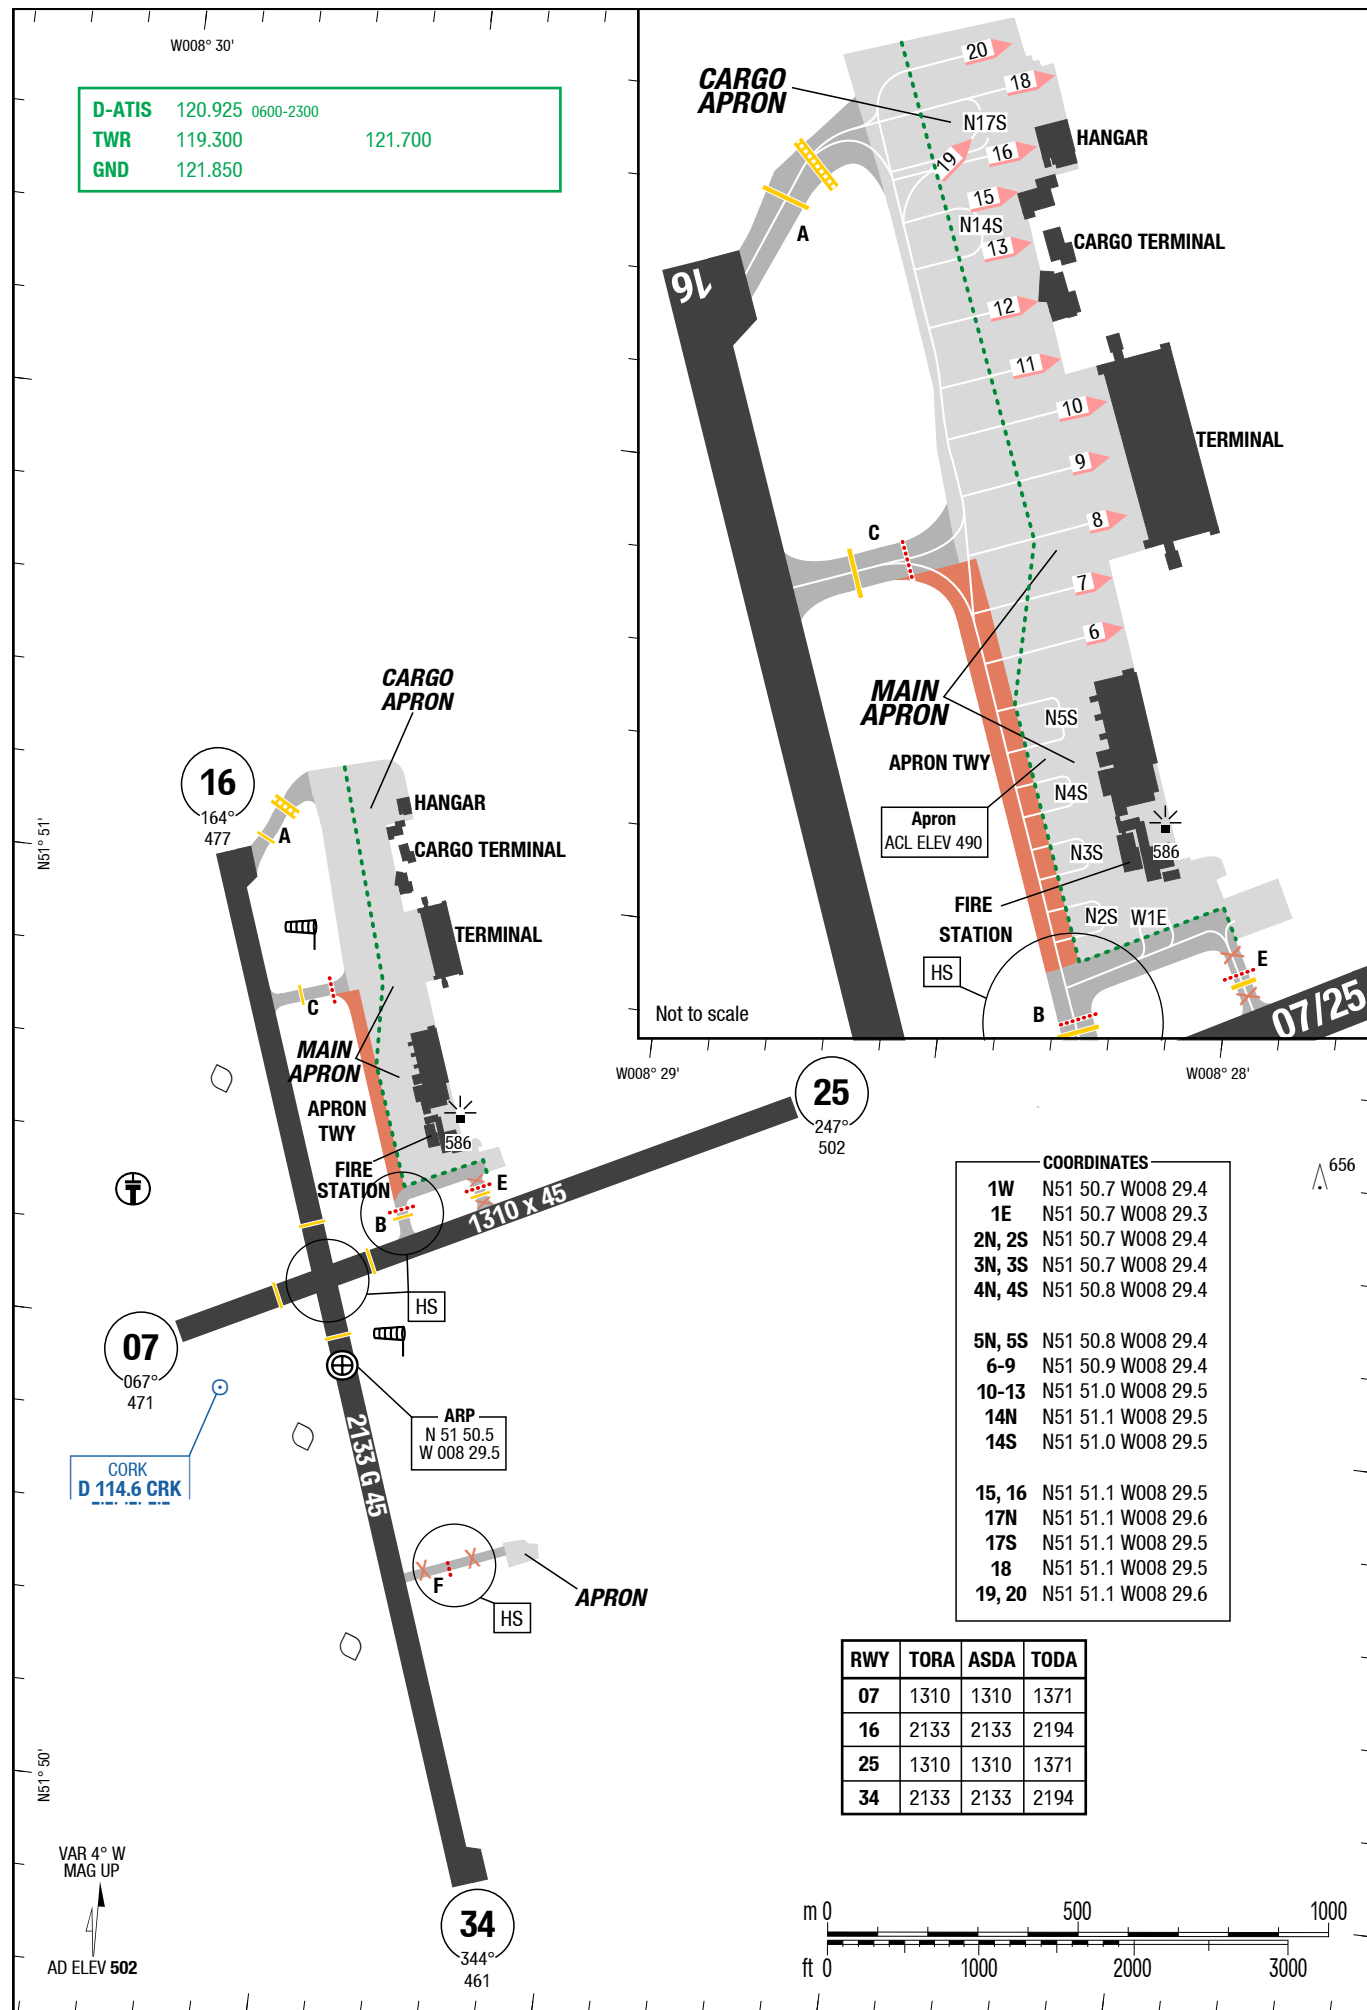 W008° 30'
D-ATIS 120.925 0600-2300
TWR 119.300 121.700
GND 121.850
CARGO
APRON
20
18
N17S
HANGAR
19
16
15
N14S
13
CARGO TERMINAL
A
16
12
11
10
TERMINAL
9
8
C
7
6
MAIN
APRON
N5S
APRON TWY
N4S
Apron
ACL ELEV 490
N3S
586
FIRE
STATION
N2S
W1E
HS
E
B
07/25
Not to scale
W008° 29'
W008° 28'
CARGO
APRON
16
164°
477
A
HANGAR
CARGO TERMINAL
N51° 51'
TERMINAL
C
MAIN
APRON
APRON
TWY
586
FIRE
STATION
E
B
1310 x 45
25
247°
502
HS
07
067°
471
CORK
D 114.6 CRK
ARP
N 51 50.5
W 008 29.5
2133 G 45
F
HS
APRON
656
COORDINATES
1W N51 50.7 W008 29.4
1E N51 50.7 W008 29.3
2N, 2S N51 50.7 W008 29.4
3N, 3S N51 50.7 W008 29.4
4N, 4S N51 50.8 W008 29.4
5N, 5S N51 50.8 W008 29.4
6-9 N51 50.9 W008 29.4
10-13 N51 51.0 W008 29.5
14N N51 51.1 W008 29.5
14S N51 51.0 W008 29.5
15, 16 N51 51.1 W008 29.5
17N N51 51.1 W008 29.6
17S N51 51.1 W008 29.5
18 N51 51.1 W008 29.5
19, 20 N51 51.1 W008 29.6
RWY TORA ASDA TODA
07 1310 1310 1371
16 2133 2133 2194
25 1310 1310 1371
34 2133 2133 2194
N51° 50'
VAR 4° W
MAG UP
AD ELEV 502
34
344°
461
m 0 500 1000
ft 0 1000 2000 3000